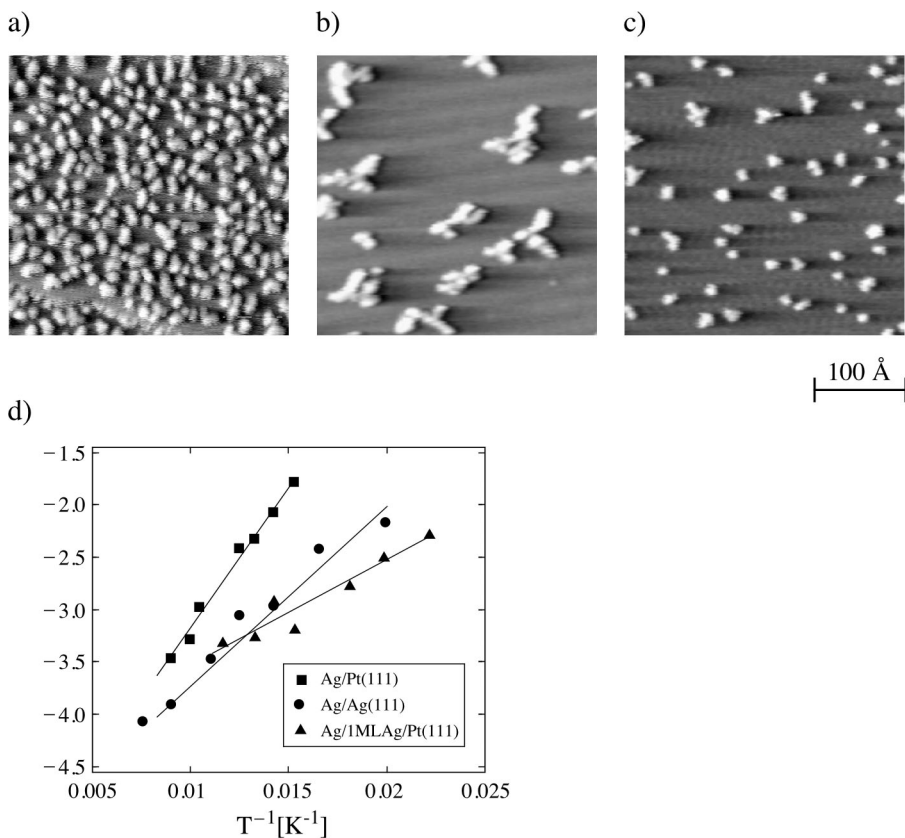 a) b) c)
100 Å
d)
−1.5
−2.0
−2.5
−3.0
−3.5
−4.0
−4.5
Ag/Pt(111)
Ag/Ag(111)
Ag/1MLAg/Pt(111)
0.005 0.01 0.015 0.02 0.025
T⁻¹[K⁻¹]